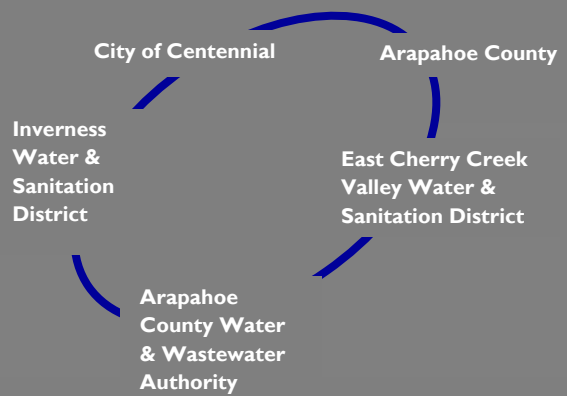 City of Centennial
Arapahoe County
Inverness
Water &
Sanitation
District
East Cherry Creek
Valley Water &
Sanitation District
Arapahoe
County Water
& Wastewater
Authority